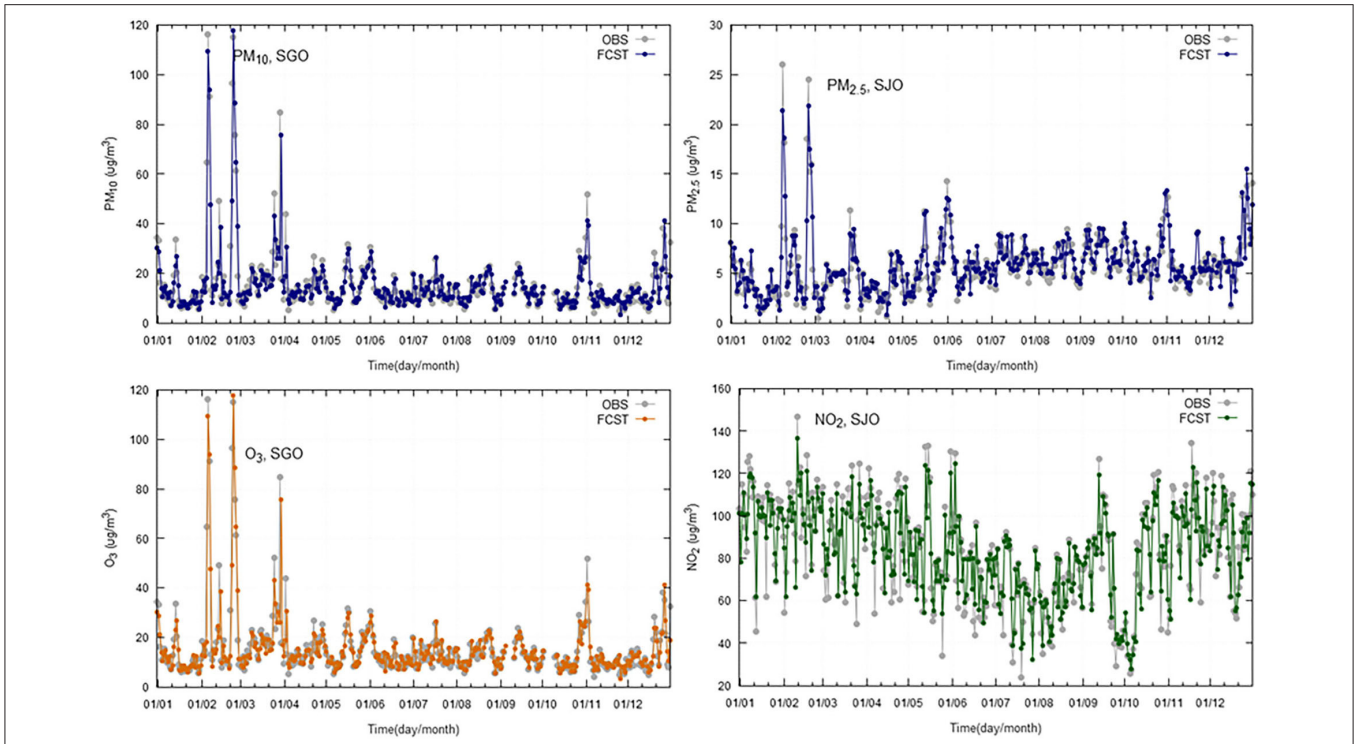 120
100
80
60
40
20
0
PM10 (ug/m3)
PM10, SGO
OBS
FCST
01/01 01/02 01/03 01/04 01/05 01/06 01/07 01/08 01/09 01/10 01/11 01/12
Time(day/month)
30
25
20
15
10
5
0
PM2.5 (ug/m3)
PM2.5, SJO
OBS
FCST
01/01 01/02 01/03 01/04 01/05 01/06 01/07 01/08 01/09 01/10 01/11 01/12
Time(day/month)
120
100
80
60
40
20
0
O3 (ug/m3)
O3, SGO
OBS
FCST
01/01 01/02 01/03 01/04 01/05 01/06 01/07 01/08 01/09 01/10 01/11 01/12
Time(day/month)
160
140
120
100
80
60
40
20
NO2 (ug/m3)
NO2, SJO
OBS
FCST
01/01 01/02 01/03 01/04 01/05 01/06 01/07 01/08 01/09 01/10 01/11 01/12
Time(day/month)